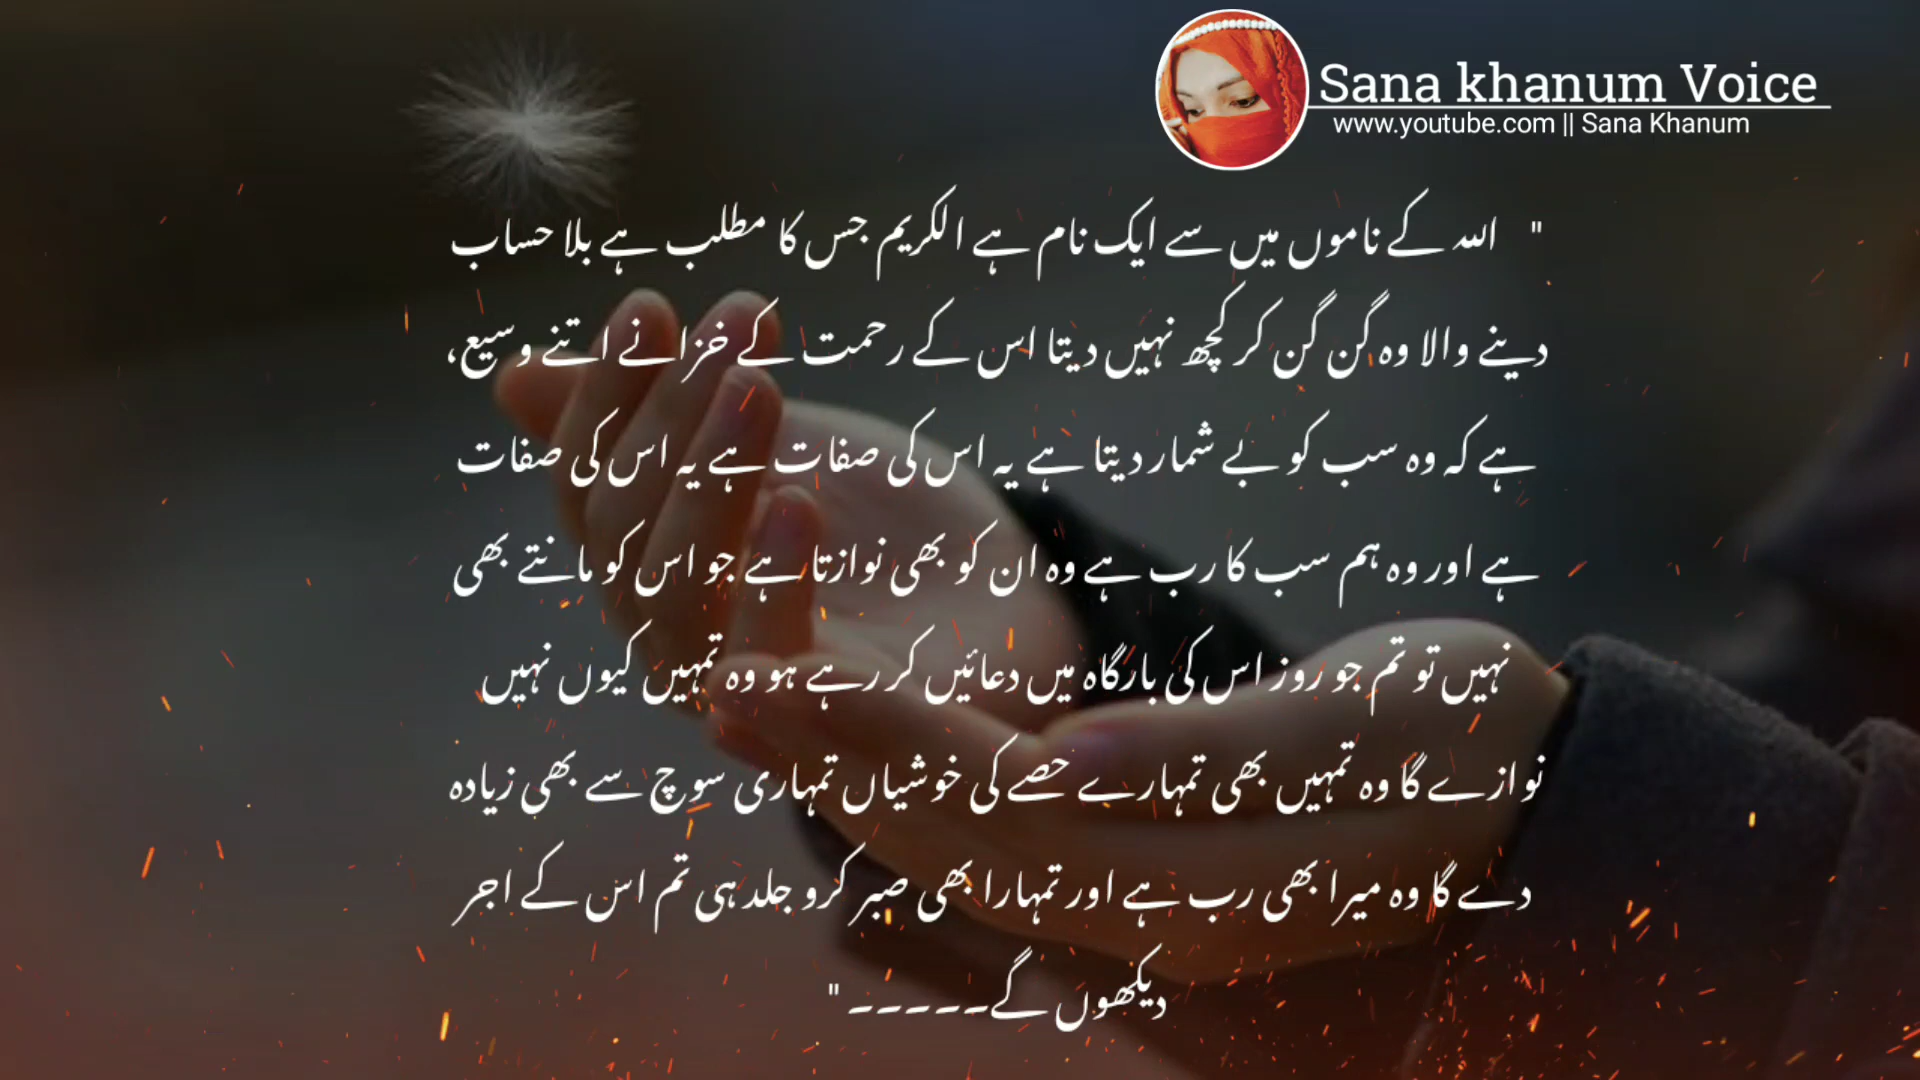 Sana khanum Voice
www.youtube.com || Sana Khanum
" اللہ کے ناموں میں سے ایک نام ہے الکریم جس کا مطلب ہے بلا حساب
دینے والا وہ گن گن کر کچھ نہیں دیتا اس کے رحمت کے خزانے اتنے وسیع،
ہے کہ وہ سب کو بے شمار دیتا ہے یہ اس کی صفات ہے یہ اس کی صفات
ہے اور وہ ہم سب کا رب ہے وہ ان کو بھی نوازتا ہے جو اس کو مانتے بھی
نہیں تو تم جو روز اس کی بارگاہ میں دعائیں کر رہے ہو وہ تمہیں کیوں نہیں
نوازے گا وہ تمہیں بھی تمہارے حصے کی خوشیاں تمہاری سوچ سے بھی زیادہ
دے گا وہ میرا بھی رب ہے اور تمہارا بھی صبر کرو جلد ہی تم اس کے اجر
دیکھوں گے۔۔۔۔۔ "